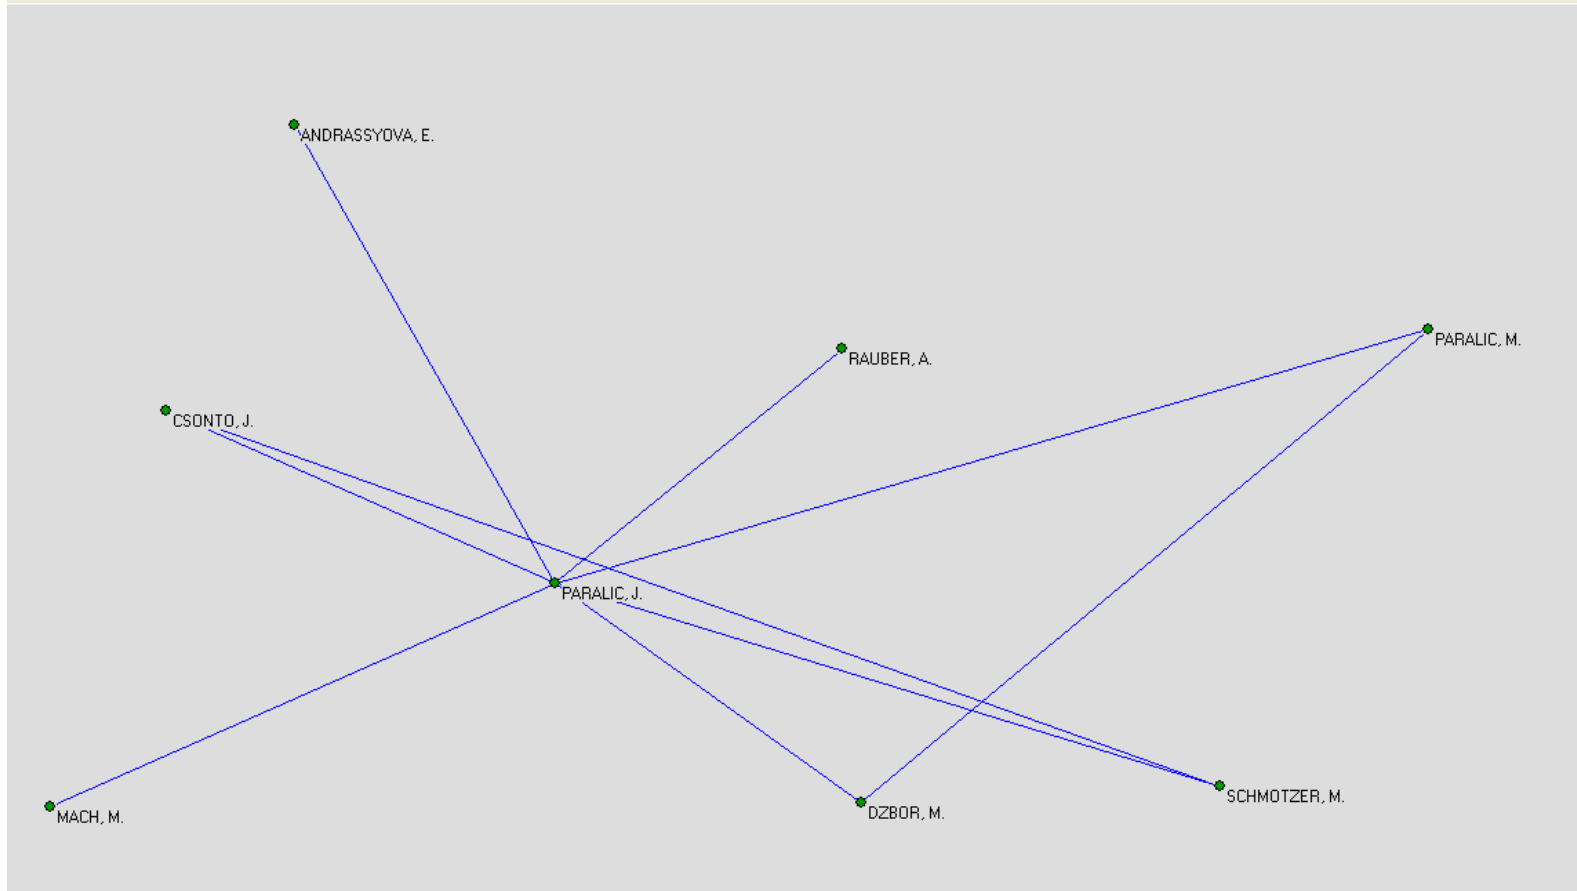 ANDRASSYOVA, E.
PARALIC, M.
RAUBER, A.
CSONTO, J.
PARALIC, J.
SCHMOTZER, M.
DZBOR, M.
MACH, M.